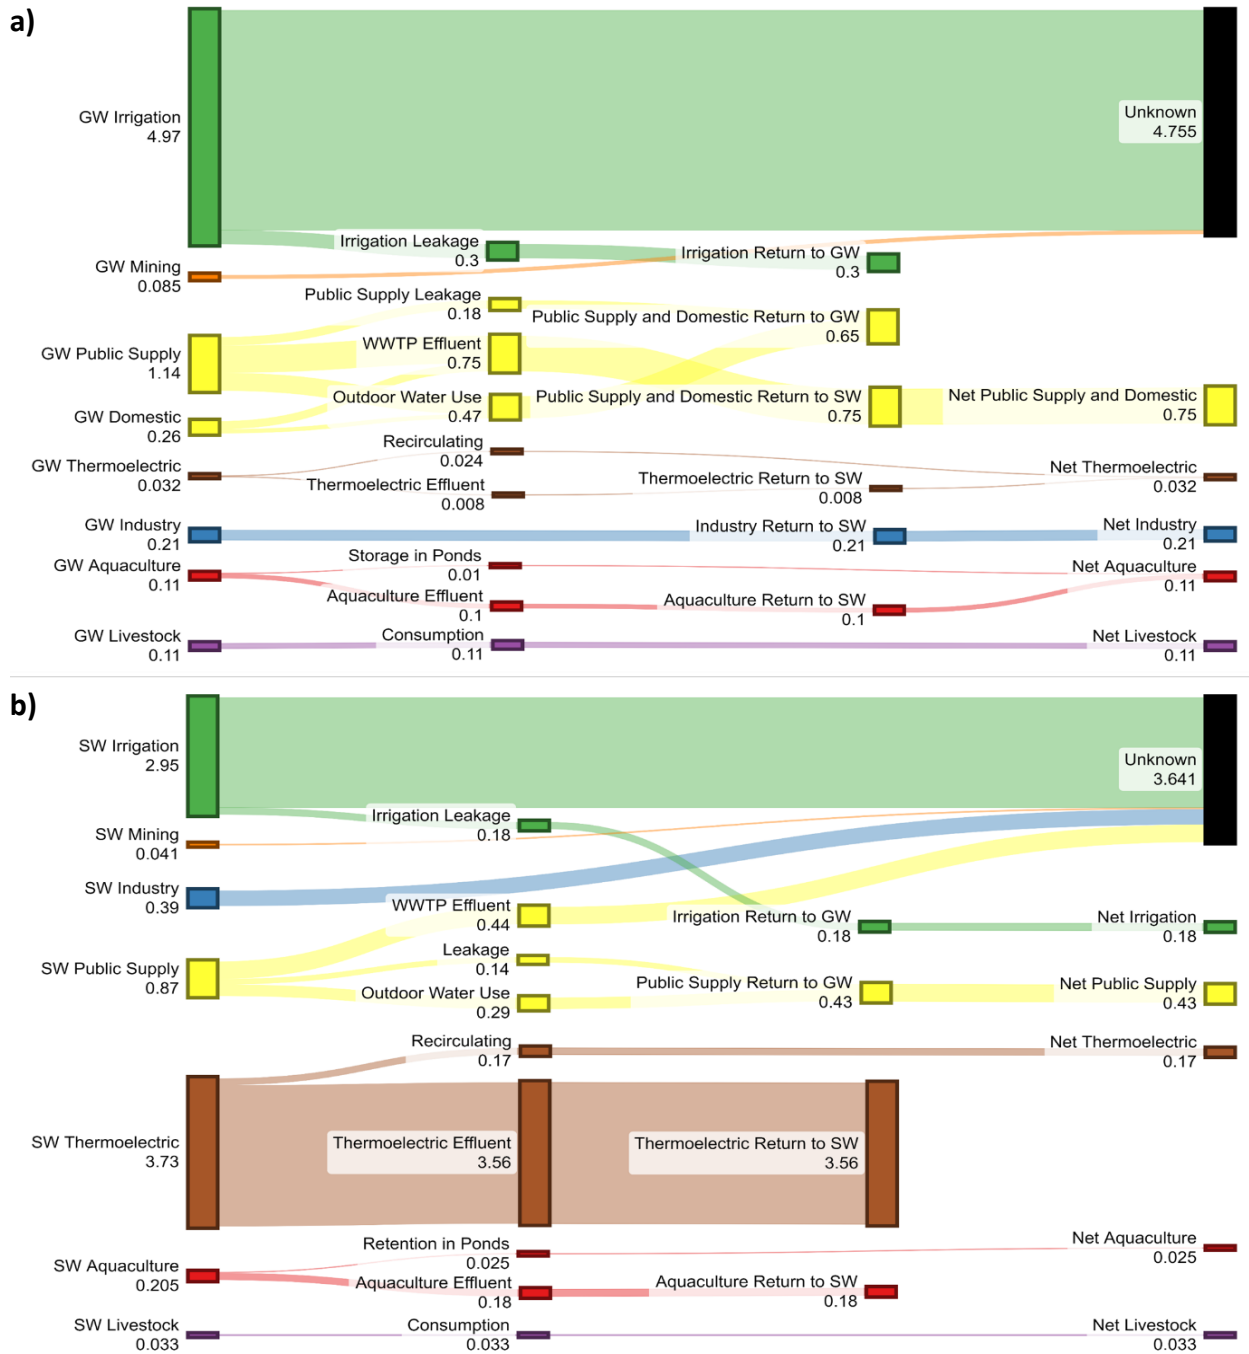 a)
GW Irrigation
4.97
Unknown
4.755
Irrigation Leakage
0.3
Irrigation Return to GW
0.3
GW Mining
0.085
Public Supply Leakage
0.18
Public Supply and Domestic Return to GW
0.65
GW Public Supply
1.14
WWTP Effluent
0.75
Outdoor Water Use
0.47
Public Supply and Domestic Return to SW
0.75
Net Public Supply and Domestic
0.75
GW Domestic
0.26
Recirculating
0.024
GW Thermoelectric
0.032
Thermoelectric Effluent
0.008
Thermoelectric Return to SW
0.008
Net Thermoelectric
0.032
GW Industry
0.21
Industry Return to SW
0.21
Net Industry
0.21
GW Aquaculture
0.11
Storage in Ponds
0.01
Net Aquaculture
0.11
Aquaculture Effluent
0.1
Aquaculture Return to SW
0.1
GW Livestock
0.11
Consumption
0.11
Net Livestock
0.11
b)
SW Irrigation
2.95
Unknown
3.641
Irrigation Leakage
0.18
SW Mining
0.041
SW Industry
0.39
WWTP Effluent
0.44
Irrigation Return to GW
0.18
Net Irrigation
0.18
SW Public Supply
0.87
Leakage
0.14
Outdoor Water Use
0.29
Public Supply Return to GW
0.43
Net Public Supply
0.43
Recirculating
0.17
Net Thermoelectric
0.17
SW Thermoelectric
3.73
Thermoelectric Effluent
3.56
Thermoelectric Return to SW
3.56
Retention in Ponds
0.025
Net Aquaculture
0.025
SW Aquaculture
0.205
Aquaculture Effluent
0.18
Aquaculture Return to SW
0.18
SW Livestock
0.033
Consumption
0.033
Net Livestock
0.033